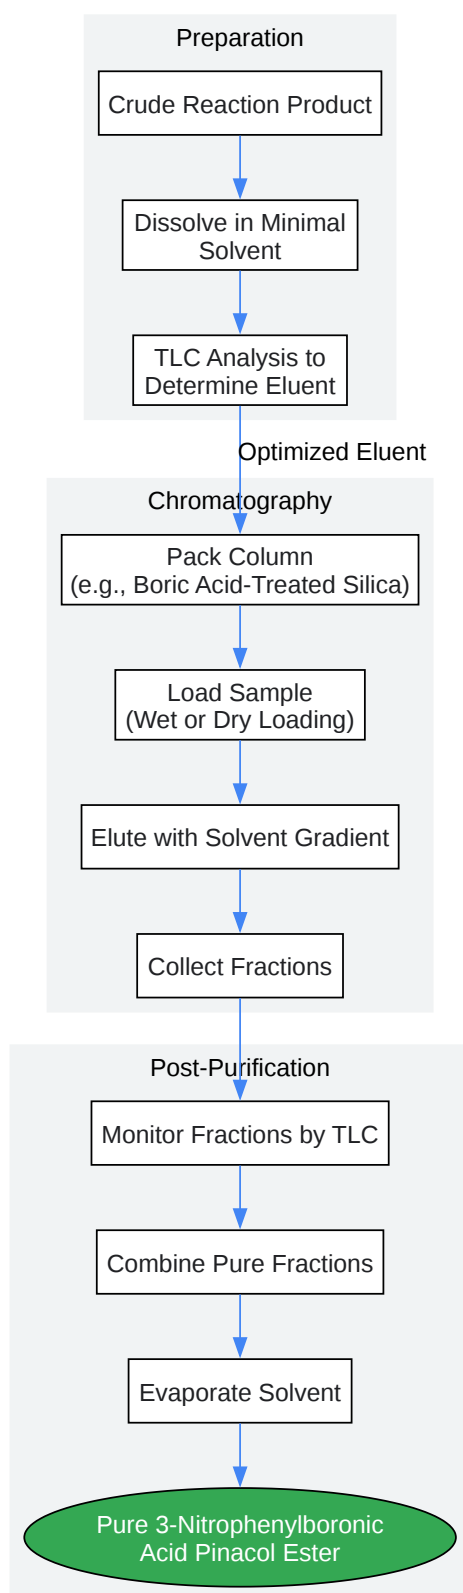 Preparation
Crude Reaction Product
Dissolve in Minimal
Solvent
TLC Analysis to
Determine Eluent
Optimized Eluent
Chromatography
Pack Column
(e.g., Boric Acid-Treated Silica)
Load Sample
(Wet or Dry Loading)
Elute with Solvent Gradient
Collect Fractions
Post-Purification
Monitor Fractions by TLC
Combine Pure Fractions
Evaporate Solvent
Pure 3-Nitrophenylboronic
Acid Pinacol Ester